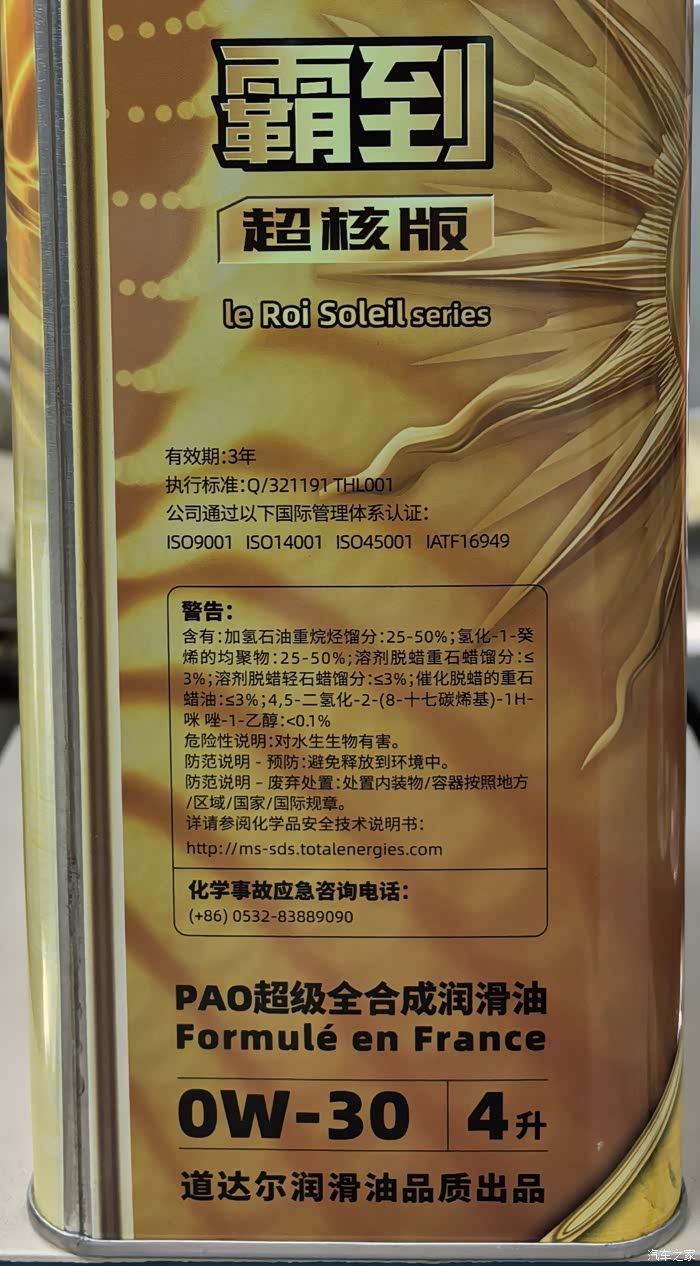 霸到
超核版
le Roi Soleil series
有效期:3年
执行标准:Q/321191 THL001
公司通过以下国际管理体系认证:
ISO9001 ISO14001 ISO45001 IATF16949
警告:
含有:加氢石油重烷烃馏分:25-50%;氢化-1-癸
烯的均聚物:25-50%;溶剂脱蜡重石蜡馏分:≤
3%;溶剂脱蜡轻石蜡馏分:≤3%;催化脱蜡的重石
蜡油:≤3%;4,5-二氢化-2-(8-十七碳烯基)-1H-
咪 唑-1-乙醇:<0.1%
危险性说明:对水生生物有害。
防范说明 - 预防:避免释放到环境中。
防范说明 - 废弃处置:处置内装物/容器按照地方
/区域/国家/国际规章。
详请参阅化学品安全技术说明书:
http://ms-sds.totalenergies.com
化学事故应急咨询电话:
(+86) 0532-83889090
PAO超级全合成润滑油
Formulé en France
0W-30 4升
道达尔润滑油品质出品
汽车之家